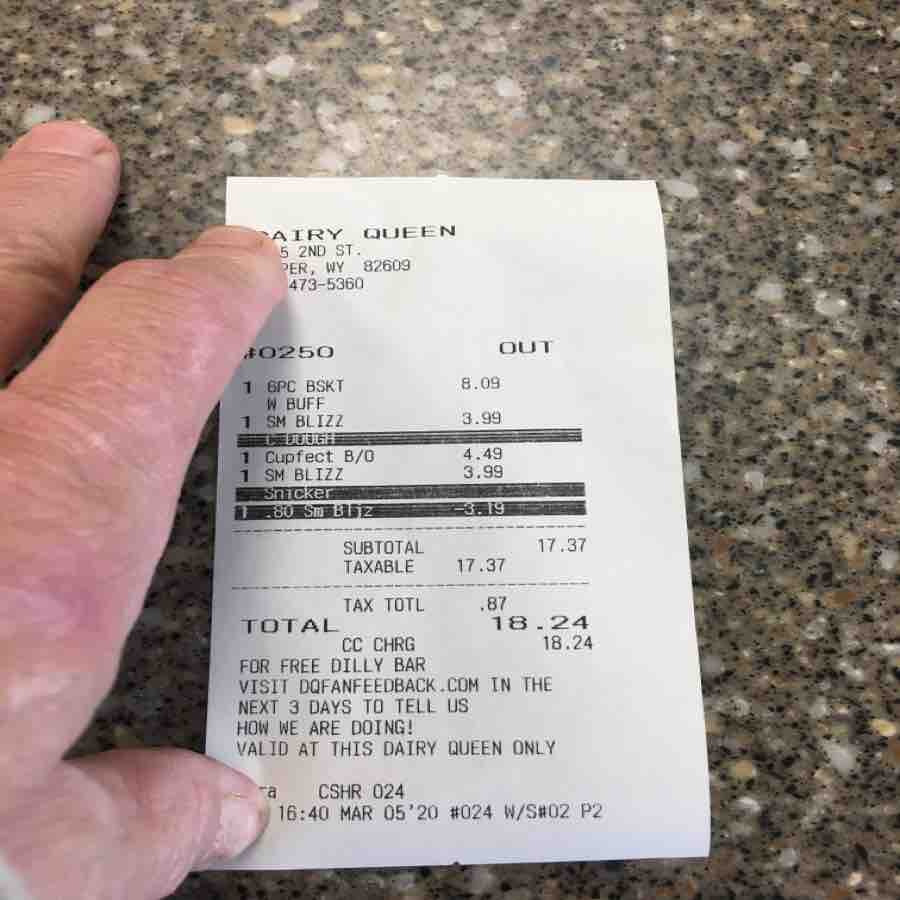 AIRY QUEEN
5 2ND ST.
PER, WY 82609
473-5360
#0250 OUT
1 6PC BSKT 8.09
W BUFF
1 SM BLIZZ 3.99
C DOUGH
1 Cupfect B/O 4.49
1 SM BLIZZ 3.99
Snicker
1 .80 Sm Bliz -3.19
SUBTOTAL 17.37
TAXABLE 17.37
TAX TOTL .87
TOTAL 18.24
CC CHRG 18.24
FOR FREE DILLY BAR
VISIT DQFANFEEDBACK.COM IN THE
NEXT 3 DAYS TO TELL US
HOW WE ARE DOING!
VALID AT THIS DAIRY QUEEN ONLY
ra CSHR 024
16:40 MAR 05'20 #024 W/S#02 P2